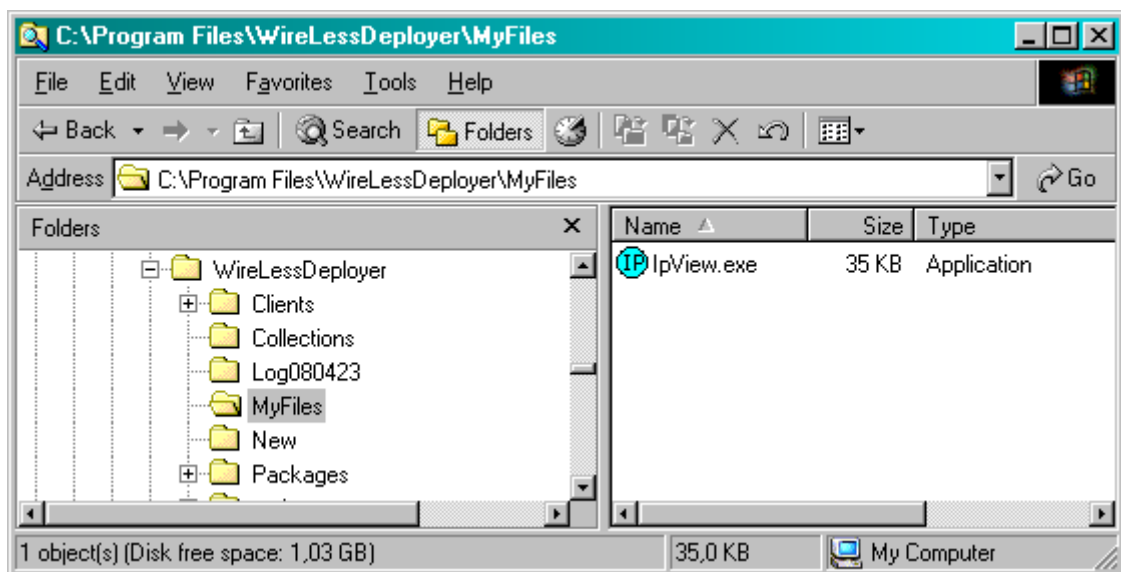 C:\Program Files\WireLessDeployer\MyFiles
File Edit View Favorites Tools Help
Back Search Folders
Address C:\Program Files\WireLessDeployer\MyFiles Go
Folders
WireLessDeployer
Clients
Collections
Log080423
MyFiles
New
Packages
Name Size Type
IP IpView.exe 35 KB Application
1 object(s) (Disk free space: 1,03 GB) 35,0 KB My Computer